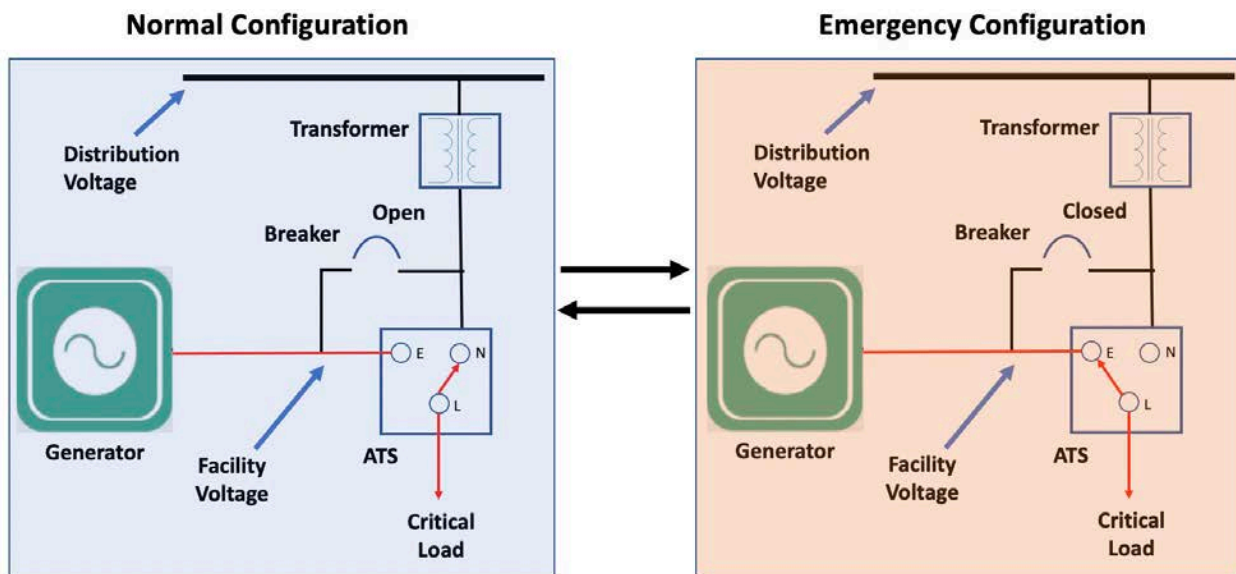 Normal Configuration
Distribution
Voltage
Transformer
Open
Breaker
E
N
L
Generator
Facility
Voltage
ATS
Critical
Load
Emergency Configuration
Distribution
Voltage
Transformer
Closed
Breaker
E
N
L
Generator
Facility
Voltage
ATS
Critical
Load